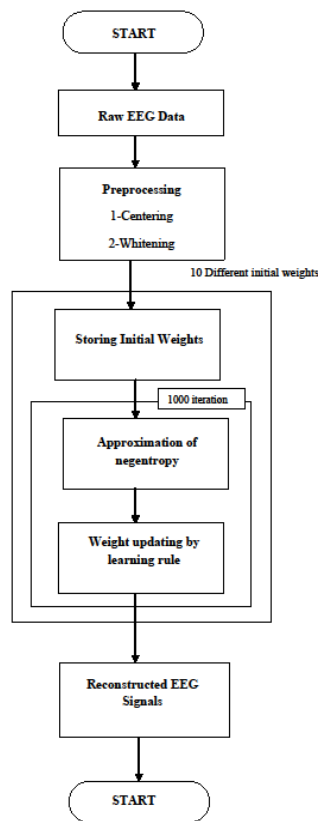 START
Raw EEG Data
Preprocessing
1-Centering
2-Whitening
10 Different initial weights
Storing Initial Weights
1000 iteration
Approximation of
negentropy
Weight updating by
learning rule
Reconstructed EEG
Signals
START